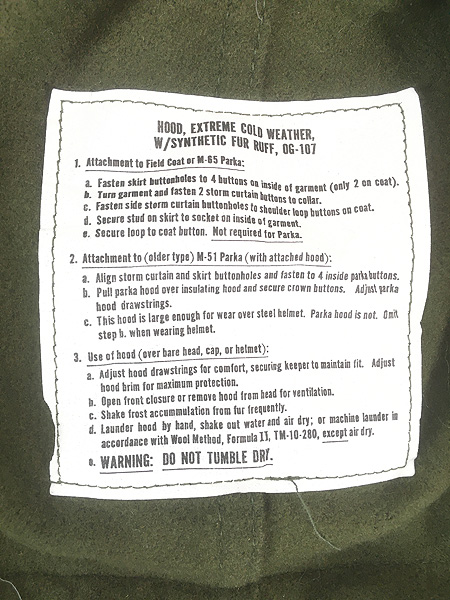 HOOD, EXTREME COLD WEATHER,
W/SYNTHETIC FUR RUFF, OG-107
1. Attachment to Field Coat or M-65 Parka:
a. Fasten skirt buttonholes to 4 buttons on inside of garment (only 2 on coat).
b. Turn garment and fasten 2 storm curtain buttons to collar.
c. Fasten side storm curtain buttonholes to shoulder loop buttons on coat.
d. Secure stud on skirt to socket on inside of garment.
e. Secure loop to coat button. Not required for Parka.
2. Attachment to (older type) M-51 Parka (with attached hood):
a. Align storm curtain and skirt buttonholes and fasten to 4 inside parka buttons.
b. Pull parka hood over insulating hood and secure crown buttons. Adjust parka
hood drawstrings.
c. This hood is large enough for wear over steel helmet. Parka hood is not. Omit
step b. when wearing helmet.
3. Use of hood (over bare head, cap, or helmet):
a. Adjust hood drawstrings for comfort, securing keeper to maintain fit. Adjust
hood brim for maximum protection.
b. Open front closure or remove hood from head for ventilation.
c. Shake frost accumulation from fur frequently.
d. Launder hood by hand, shake out water and air dry; or machine launder in
accordance with Wool Method, Formula II, TM-10-280, except air dry.
e. WARNING: DO NOT TUMBLE DRY.